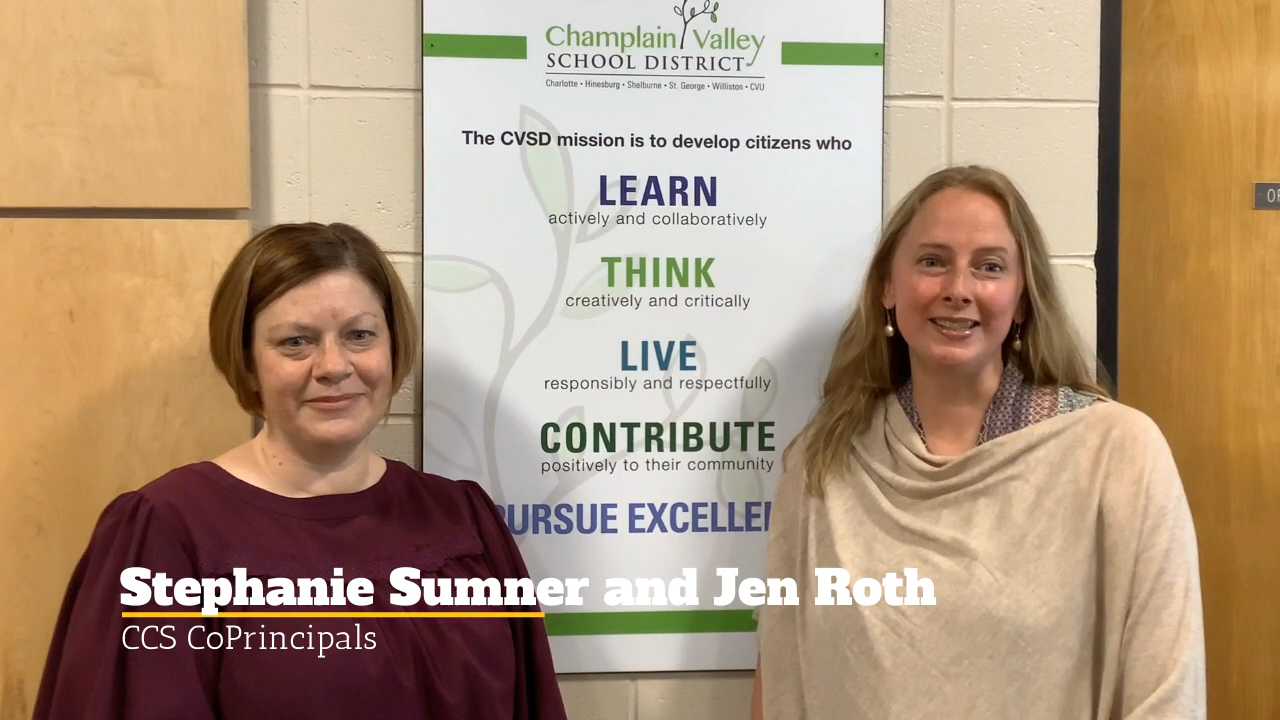 Champlain Valley
SCHOOL DISTRICT
Charlotte • Hinesburg • Shelburne • St. George • Williston • CVU
The CVSD mission is to develop citizens who
LEARN
actively and collaboratively
THINK
creatively and critically
LIVE
responsibly and respectfully
CONTRIBUTE
positively to their community
PURSUE EXCELLE
Stephanie Sumner and Jen Roth
CCS CoPrincipals